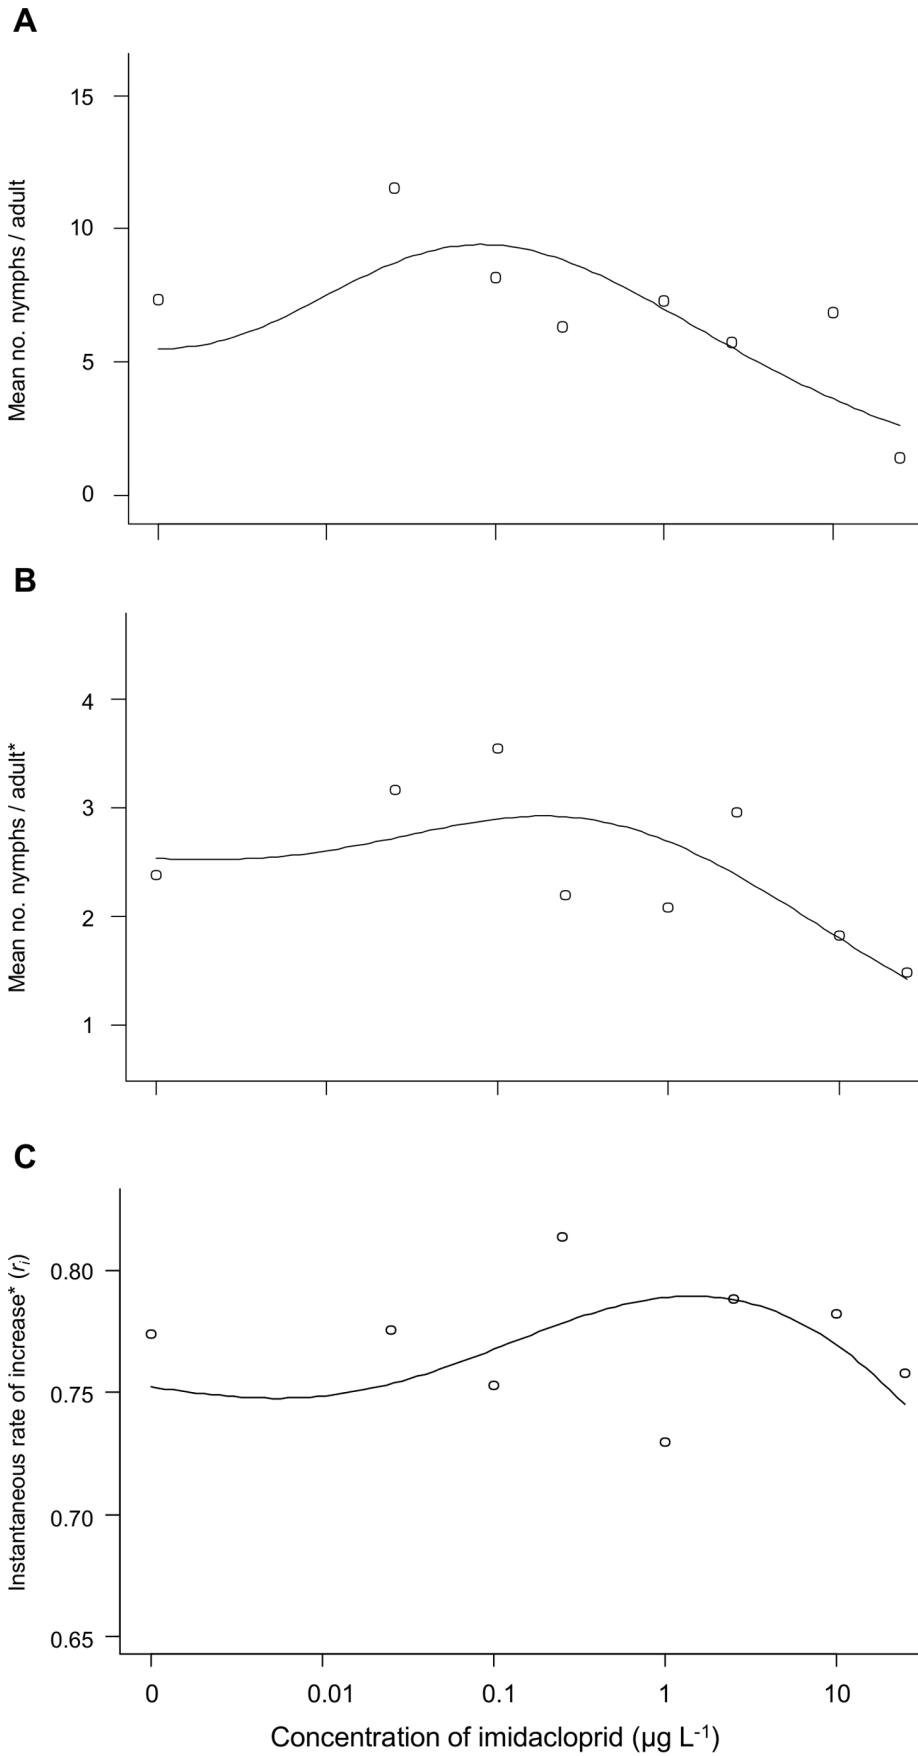 A
Mean no. nymphs / adult
15
10
5
0
B
Mean no. nymphs / adult*
4
3
2
1
C
Instantaneous rate of increase* (ri)
0.80
0.75
0.70
0.65
0 0.01 0.1 1 10
Concentration of imidacloprid (µg L-1)